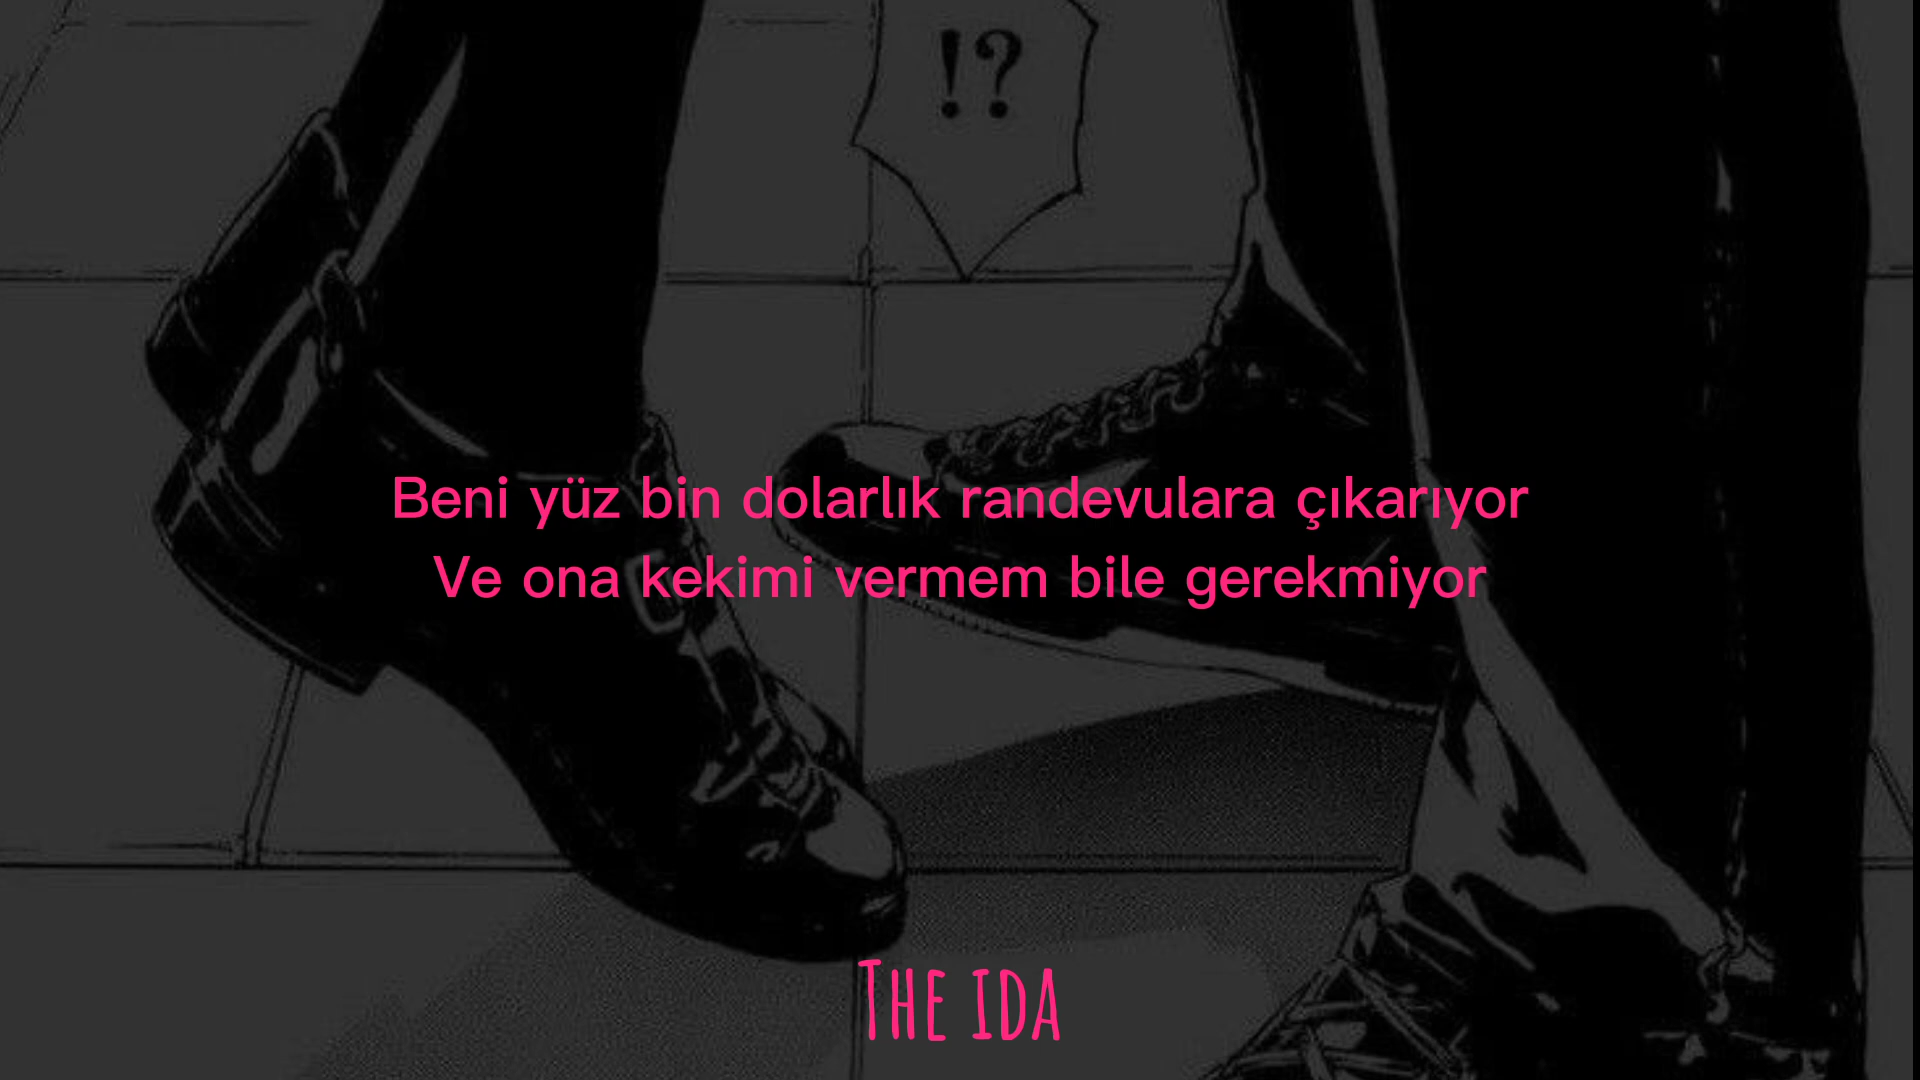 !?
Beni yüz bin dolarlık randevulara çıkarıyor
Ve ona kekimi vermem bile gerekmiyor
THE IDA